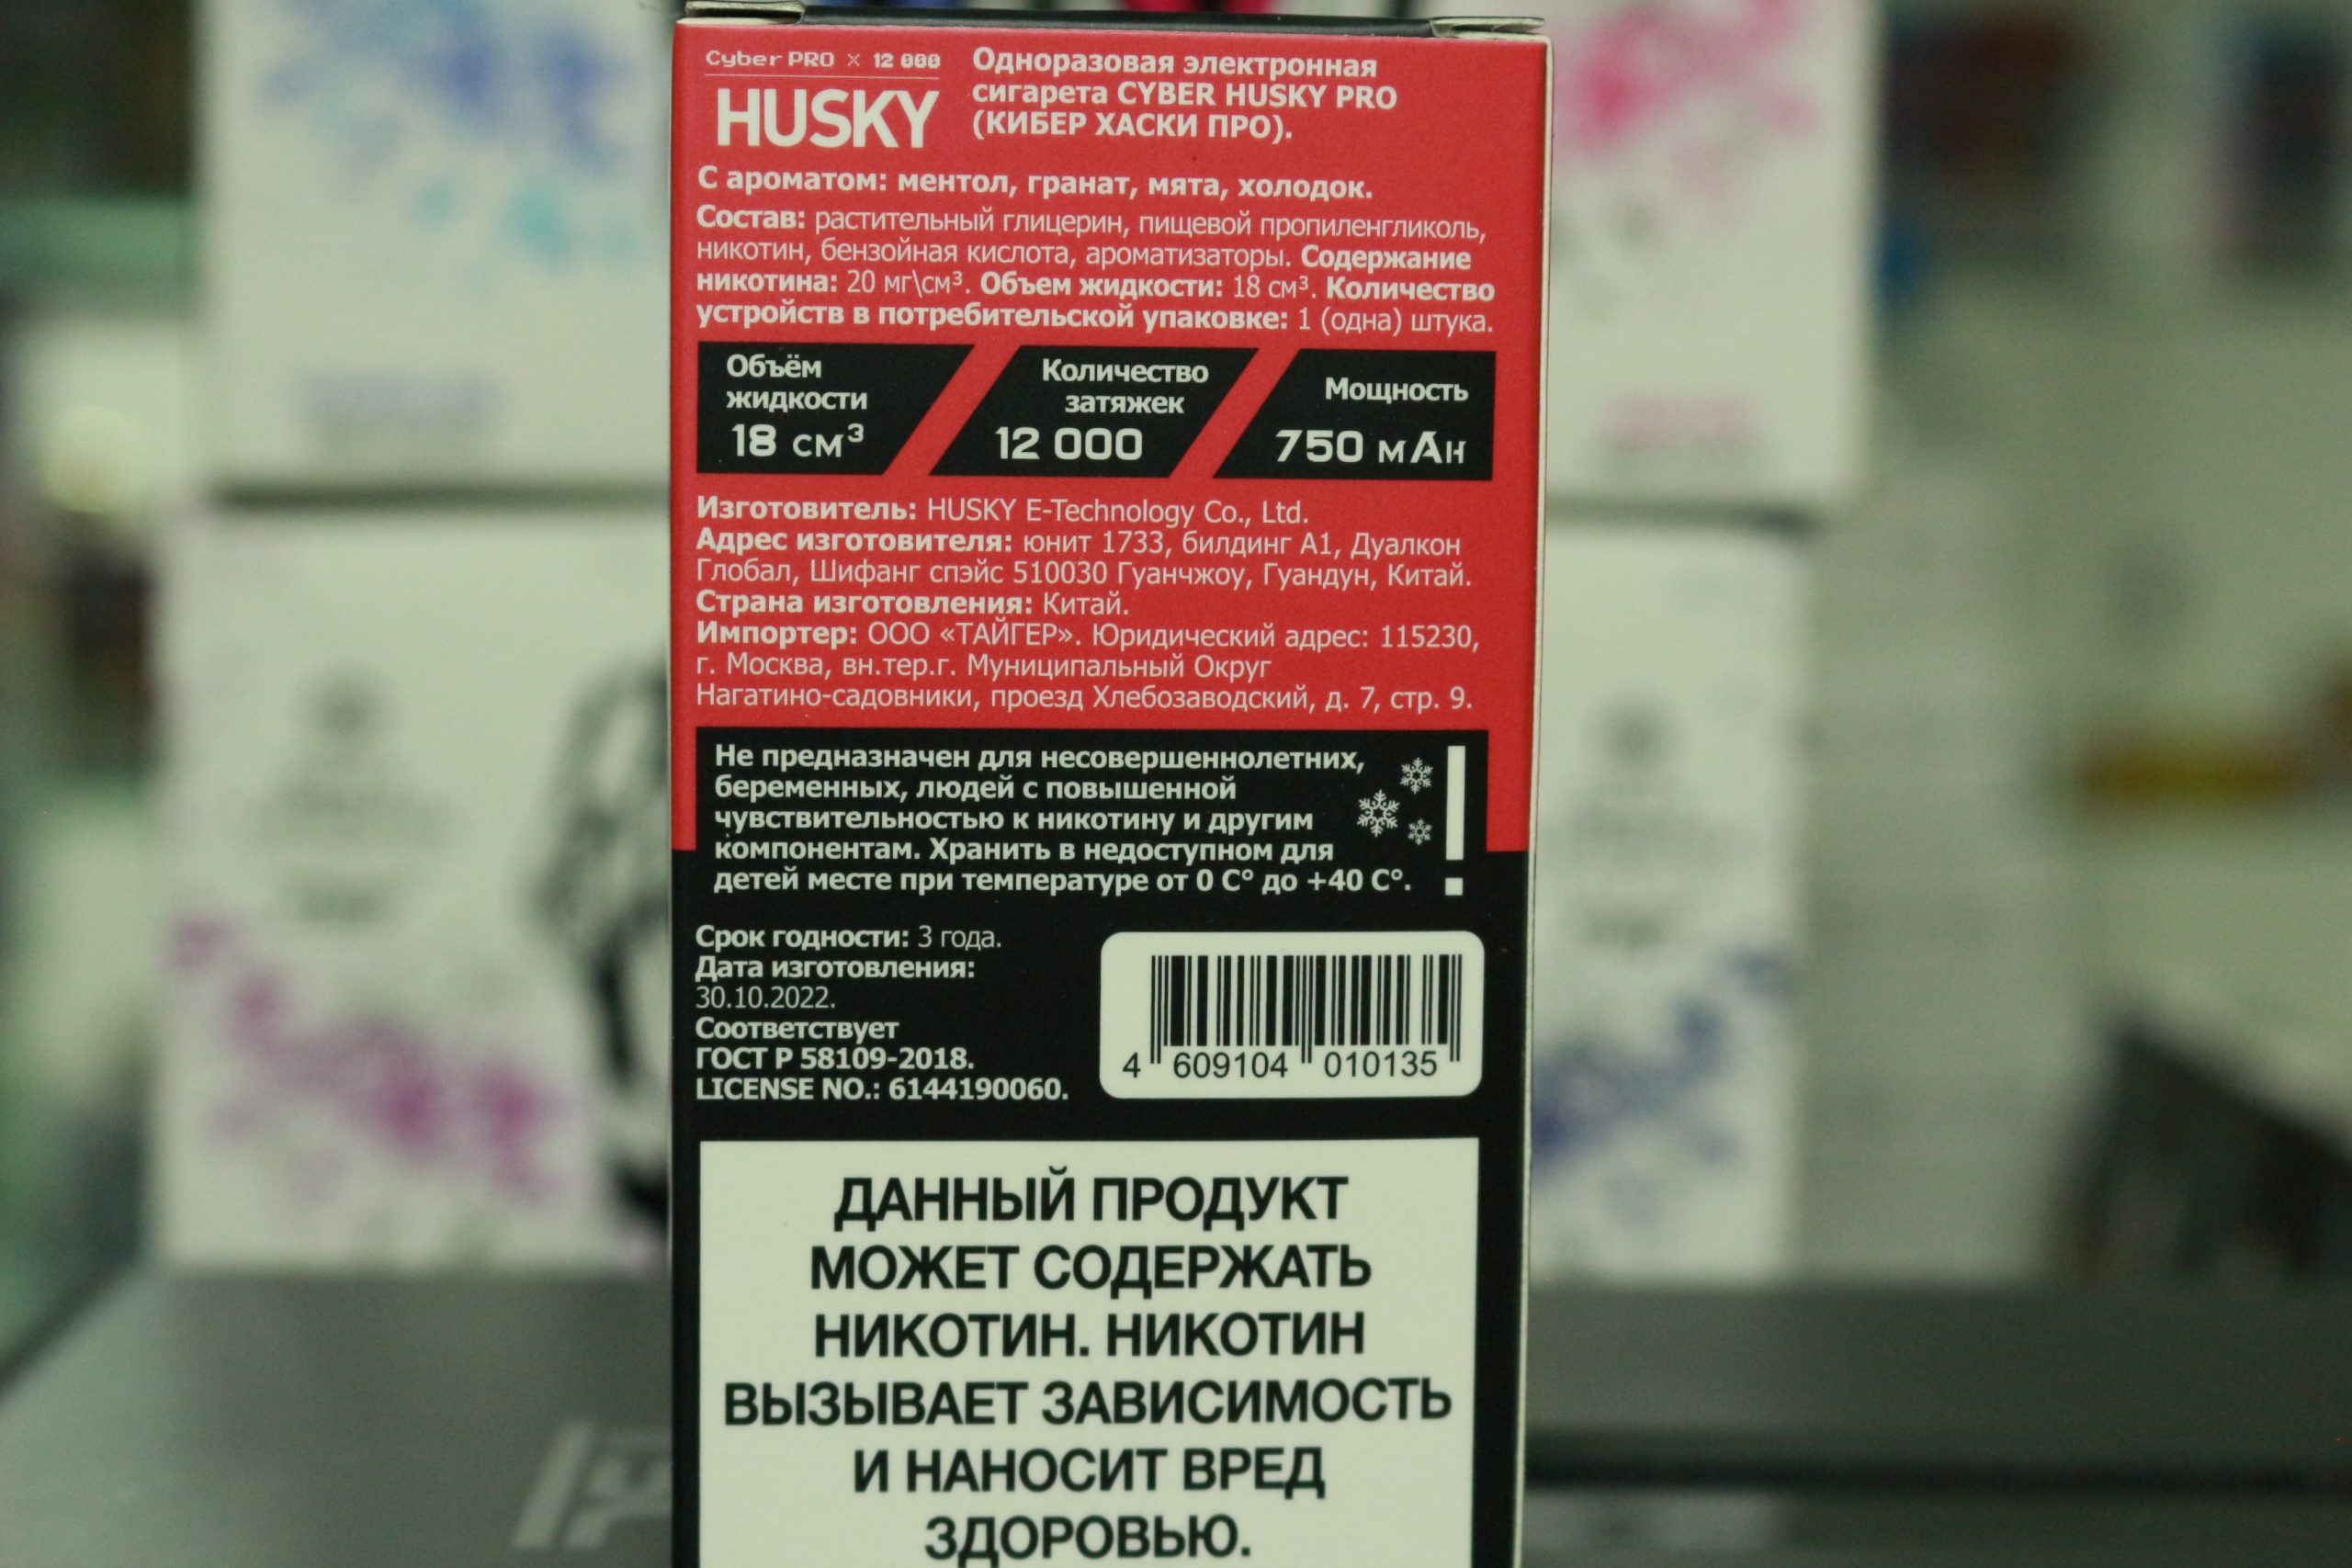 Cyber PRO × 12 000
HUSKY
Одноразовая электронная
сигарета CYBER HUSKY PRO
(КИБЕР ХАСКИ ПРО).
С ароматом: ментол, гранат, мята, холодок.
Состав: растительный глицерин, пищевой пропиленгликоль,
никотин, бензойная кислота, ароматизаторы. Содержание
никотина: 20 мг\см³. Объем жидкости: 18 см³. Количество
устройств в потребительской упаковке: 1 (одна) штука.
Объём
жидкости
18 см³
Количество
затяжек
12 000
Мощность
750 мАн
Изготовитель: HUSKY E-Technology Co., Ltd.
Адрес изготовителя: юнит 1733, билдинг А1, Дуалкон
Глобал, Шифанг спэйс 510030 Гуанчжоу, Гуандун, Китай.
Страна изготовления: Китай.
Импортер: ООО «ТАЙГЕР». Юридический адрес: 115230,
г. Москва, вн.тер.г. Муниципальный Округ
Нагатино-садовники, проезд Хлебозаводский, д. 7, стр. 9.
Не предназначен для несовершеннолетних,
беременных, людей с повышенной
чувствительностью к никотину и другим
компонентам. Хранить в недоступном для
детей месте при температуре от 0 С° до +40 С°.
!
Срок годности: 3 года.
Дата изготовления:
30.10.2022.
Соответствует
ГОСТ Р 58109-2018.
LICENSE NO.: 6144190060.
4 609104 010135
ДАННЫЙ ПРОДУКТ
МОЖЕТ СОДЕРЖАТЬ
НИКОТИН. НИКОТИН
ВЫЗЫВАЕТ ЗАВИСИМОСТЬ
И НАНОСИТ ВРЕД
ЗДОРОВЬЮ.